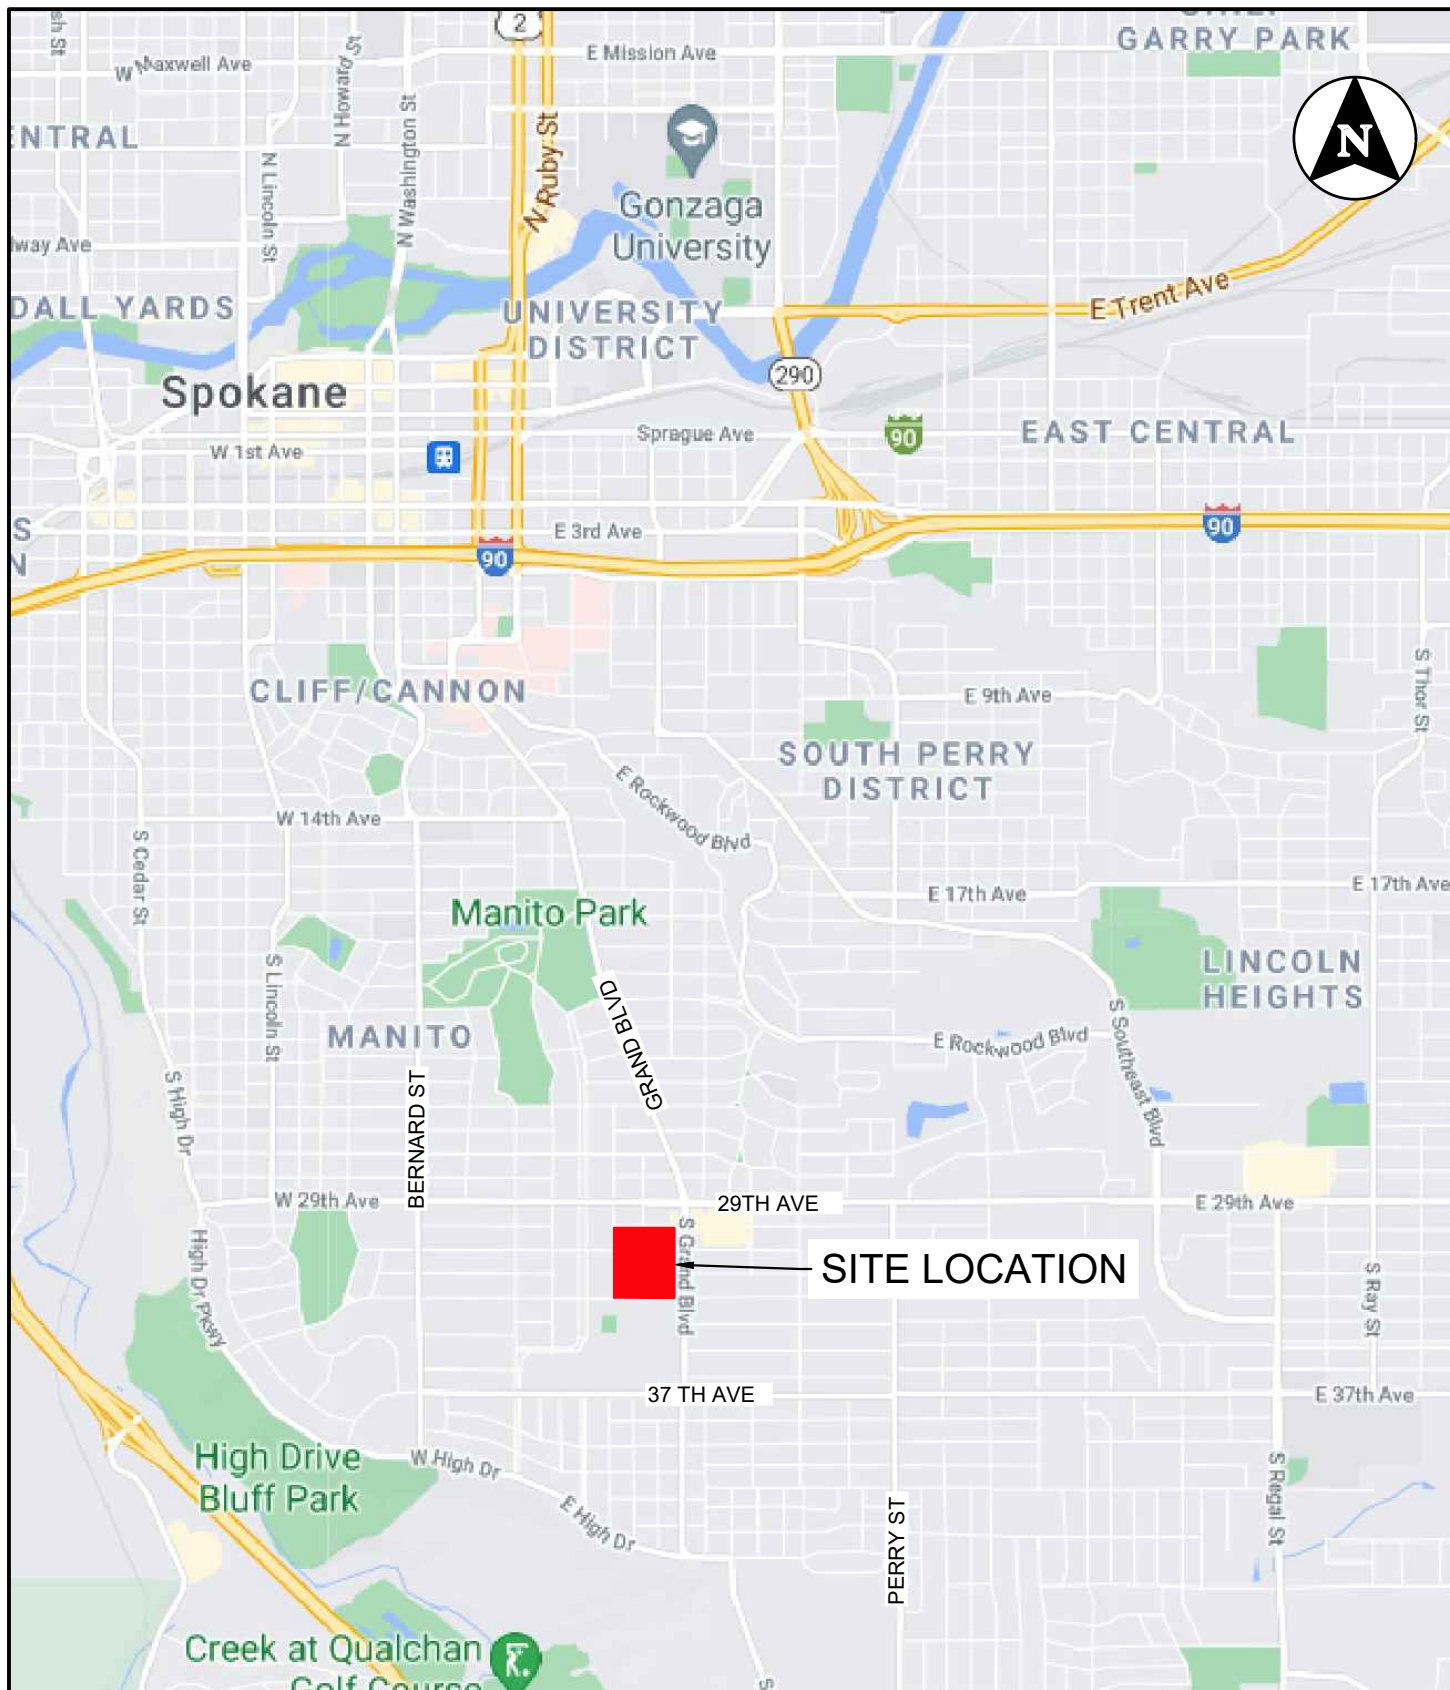 2
E Mission Ave
GARRY PARK
W Maxwell Ave
N Howard St
N Washington St
N Lincoln St
N Ruby St
N
Gonzaga
University
E Trent Ave
UNIVERSITY
DISTRICT
290
Spokane
Sprague Ave
90
EAST CENTRAL
W 1st Ave
E 3rd Ave
90
90
CLIFF/CANNON
E 9th Ave
S Thor St
SOUTH PERRY
DISTRICT
E Rockwood Blvd
W 14th Ave
S Cedar St
E 17th Ave
E 17th Ave
Manito Park
LINCOLN
HEIGHTS
S Lincoln St
GRAND BLVD
MANITO
E Rockwood Blvd
S Southeast Blvd
S High Dr
BERNARD ST
W 29th Ave
29TH AVE
E 29th Ave
High Dr Pkwy
S Grand Blvd
SITE LOCATION
S Ray St
37 TH AVE
E 37th Ave
High Drive
Bluff Park
W High Dr
E High Dr
PERRY ST
S Regal St
Creek at Qualchan
Golf Course